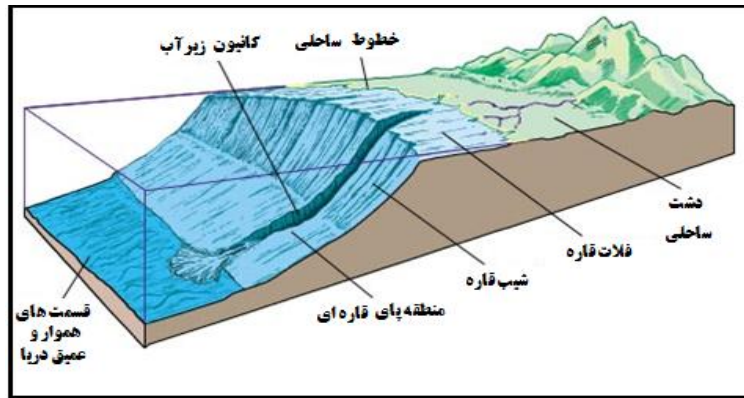 کانیون زیرآب
خطوط ساحلی
دشت
ساحلی
فلات قاره
شیب قاره
منطقه پای قاره ای
قسمت های
هموار و
عمیق دریا